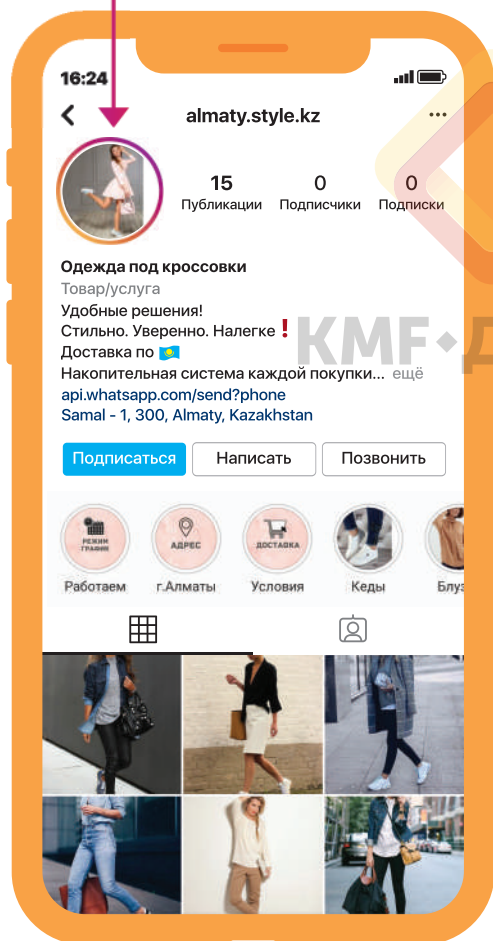 16:24
almaty.style.kz
15
0
0
Публикации
Подписчики
Подписки
Одежда под кроссовки
Товар/услуга
Удобные решения!
Стильно. Уверенно. Налегке❗
Доставка по 🇰🇿
Накопительная система каждой покупки... ещё
api.whatsapp.com/send?phone
Samal - 1, 300, Almaty, Kazakhstan
Подписаться
Написать
Позвонить
РЕЖИМ
ГРАФИК
АДРЕС
ДОСТАВКА
Работаем
г.Алматы
Условия
Кеды
Блуз
KMF Д